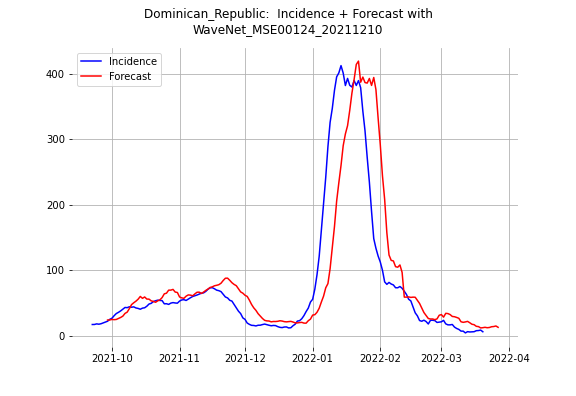 Dominican_Republic:  Incidence + Forecast with
WaveNet_MSE00124_20211210
Incidence
Forecast
400
300
200
100
0
2021-10 2021-11 2021-12 2022-01 2022-02 2022-03 2022-04